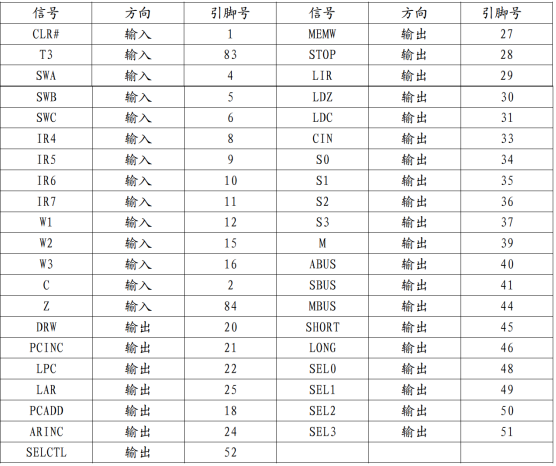 信号 方向 引脚号 信号 方向 引脚号
CLR# 输入 1 MEMW 输出 27
T3 输入 83 STOP 输出 28
SWA 输入 4 LIR 输出 29
SWB 输入 5 LDZ 输出 30
SWC 输入 6 LDC 输出 31
IR4 输入 8 CIN 输出 33
IR5 输入 9 S0 输出 34
IR6 输入 10 S1 输出 35
IR7 输入 11 S2 输出 36
W1 输入 12 S3 输出 37
W2 输入 15 M 输出 39
W3 输入 16 ABUS 输出 40
C 输入 2 SBUS 输出 41
Z 输入 84 MBUS 输出 44
DRW 输出 20 SHORT 输出 45
PCINC 输出 21 LONG 输出 46
LPC 输出 22 SEL0 输出 48
LAR 输出 25 SEL1 输出 49
PCADD 输出 18 SEL2 输出 50
ARINC 输出 24 SEL3 输出 51
SELCTL 输出 52